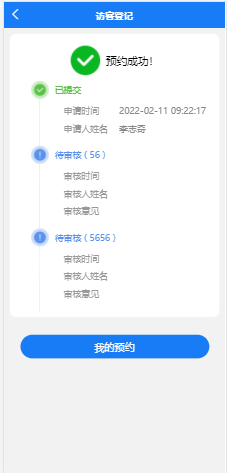 访客登记
预约成功！
已提交
申请时间 2022-02-11 09:22:17
申请人姓名 李志奇
待审核（56）
审核时间
审核人姓名
审核意见
待审核（5656）
审核时间
审核人姓名
审核意见
我的预约